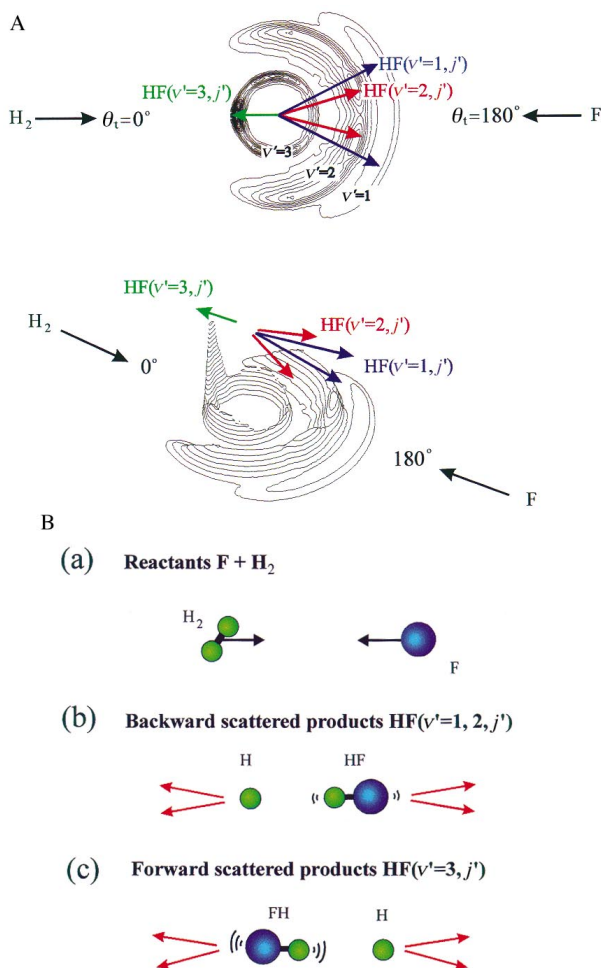 A
HF(v'=1, j')
HF(v'=3, j')
HF(v'=2, j')
H₂ θₜ=0° θₜ=180° F
v'=3
v'=2
v'=1
HF(v'=3, j')
H₂
HF(v'=2, j')
0°
HF(v'=1, j')
180°
F
B
(a) Reactants F + H₂
H₂
F
(b) Backward scattered products HF(v'=1, 2, j')
H HF
(c) Forward scattered products HF(v'=3, j')
FH H